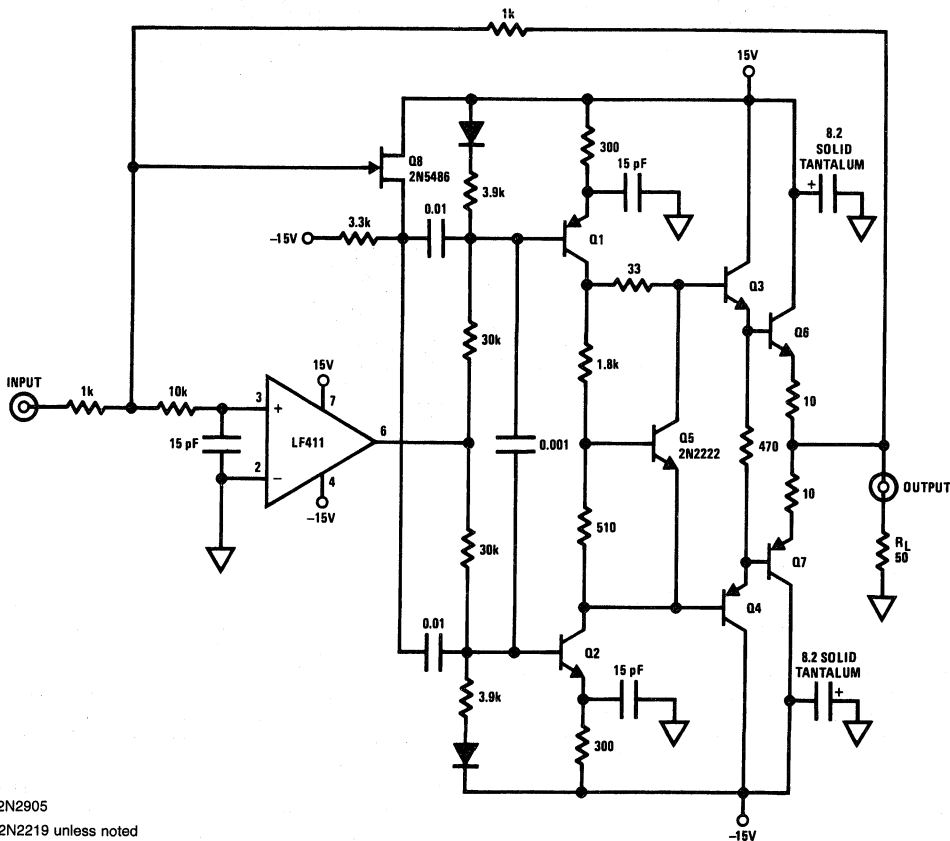 1k
15V
8.2
SOLID
TANTALUM
+
Q8
2N5486
300
15 pF
3.9k
0.01
-15V
3.3k
Q1
33
Q3
Q6
30k
1.8k
10
INPUT
1k
10k
15V
7
3
+
LF411
6
15 pF
2
-
4
-15V
0.001
Q5
2N2222
470
OUTPUT
10
510
RL
50
30k
Q7
Q4
0.01
Q2
15 pF
8.2 SOLID
TANTALUM
+
3.9k
300
2N2905
2N2219 unless noted
-15V